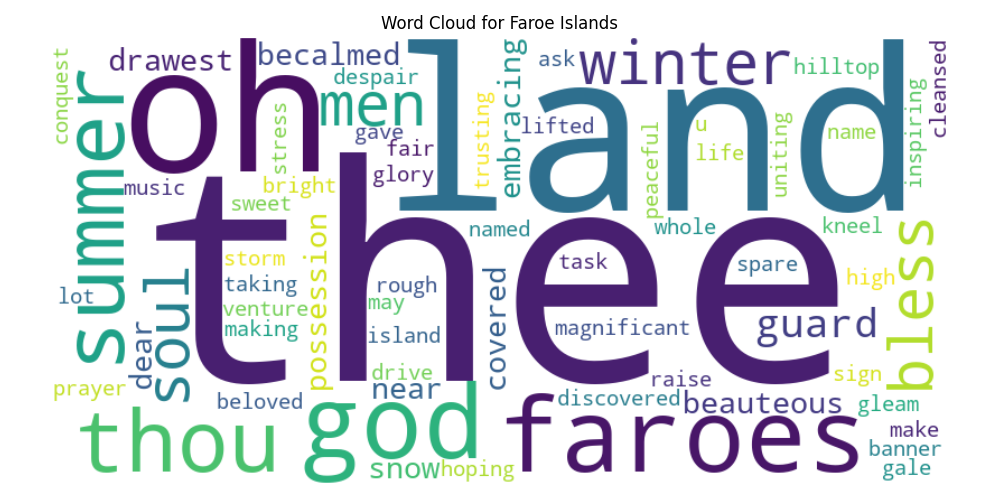 Word Cloud for Faroe Islands
conquest
drawest
becalmed
oh
land
despair
men
embracing
ask
winter
hilltop
cleansed
summer
stress
gave
fair
glory
trusting
lifted
peaceful
u
life
uniting
name
inspiring
music
bright
sweet
named
whole
kneel
thee
soul
storm
taking
venture
making
possession
rough
may
island
covered
task
magnificant
spare
guard
high
bless
lot
dear
drive
near
prayer
beloved
raise
discovered
beauteous
sign
gleam
thou
god
snow
hoping
faroes
make
banner
gale